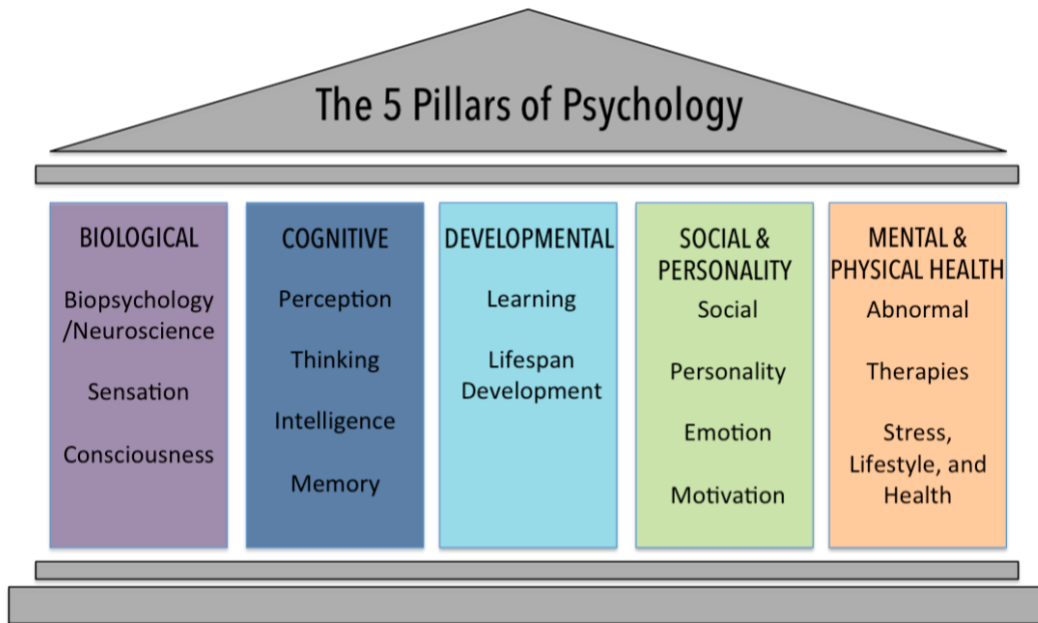 The 5 Pillars of Psychology
BIOLOGICAL
Biopsychology
/Neuroscience
Sensation
Consciousness
COGNITIVE
Perception
Thinking
Intelligence
Memory
DEVELOPMENTAL
Learning
Lifespan
Development
SOCIAL &
PERSONALITY
Social
Personality
Emotion
Motivation
MENTAL &
PHYSICAL HEALTH
Abnormal
Therapies
Stress,
Lifestyle, and
Health